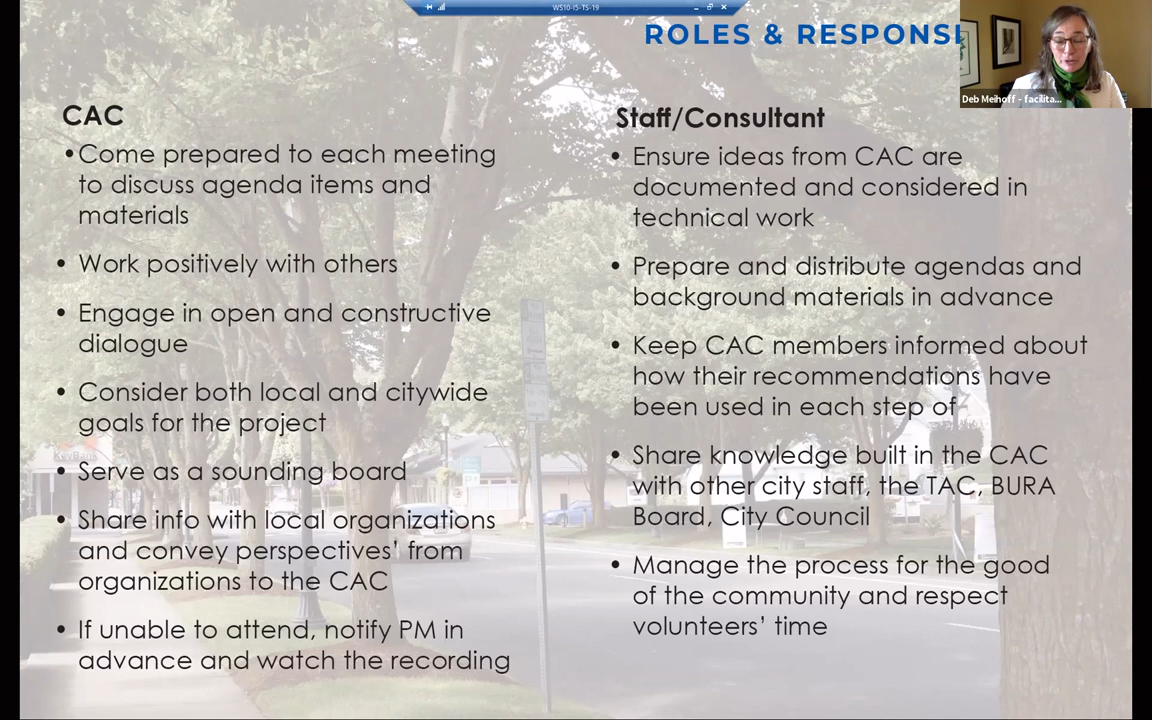 WS10-I5-TS-19
ROLES & RESPONSI
Deb Meihoff - facilita...
CAC
•Come prepared to each meeting
to discuss agenda items and
materials
• Work positively with others
• Engage in open and constructive
dialogue
• Consider both local and citywide
goals for the project
• Serve as a sounding board
• Share info with local organizations
and convey perspectives’ from
organizations to the CAC
• If unable to attend, notify PM in
advance and watch the recording
Staff/Consultant
• Ensure ideas from CAC are
documented and considered in
technical work
• Prepare and distribute agendas and
background materials in advance
• Keep CAC members informed about
how their recommendations have
been used in each step of
• Share knowledge built in the CAC
with other city staff, the TAC, BURA
Board, City Council
• Manage the process for the good
of the community and respect
volunteers’ time